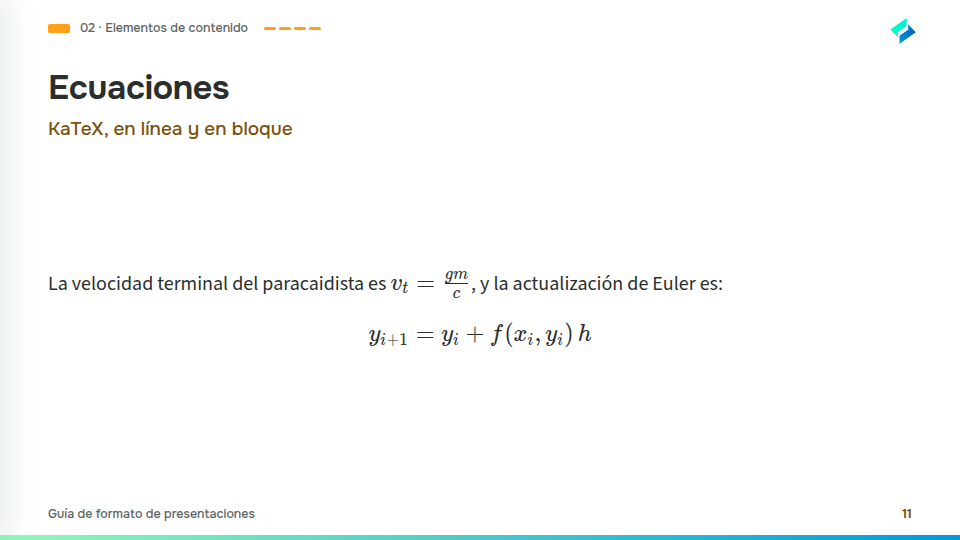 02 · Elementos de contenido
Ecuaciones
KaTeX, en línea y en bloque
La velocidad terminal del paracaidista es $v_t = \frac{gm}{c}$, y la actualización de Euler es:
$y_{i+1} = y_i + f(x_i, y_i)\,h$
Guía de formato de presentaciones
11